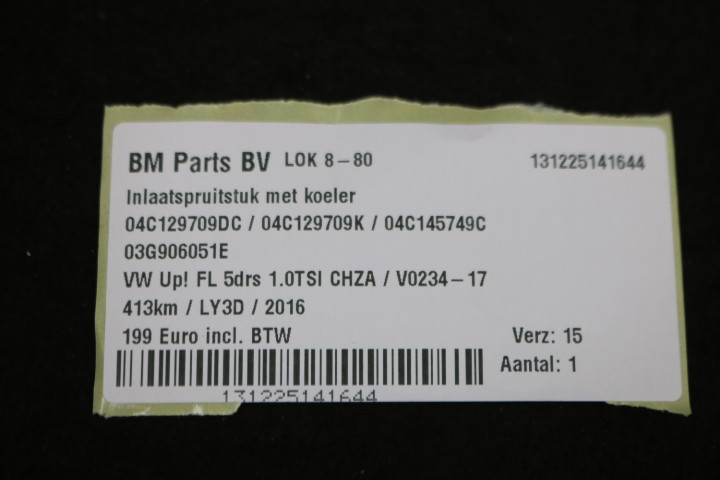 BM Parts BV LOK 8-80 131225141644
Inlaatspruitstuk met koeler
04C129709DC / 04C129709K / 04C145749C
03G906051E
VW Up! FL 5drs 1.0TSI CHZA / V0234-17
413km / LY3D / 2016
199 Euro incl. BTW Verz: 15
Aantal: 1
131225141644